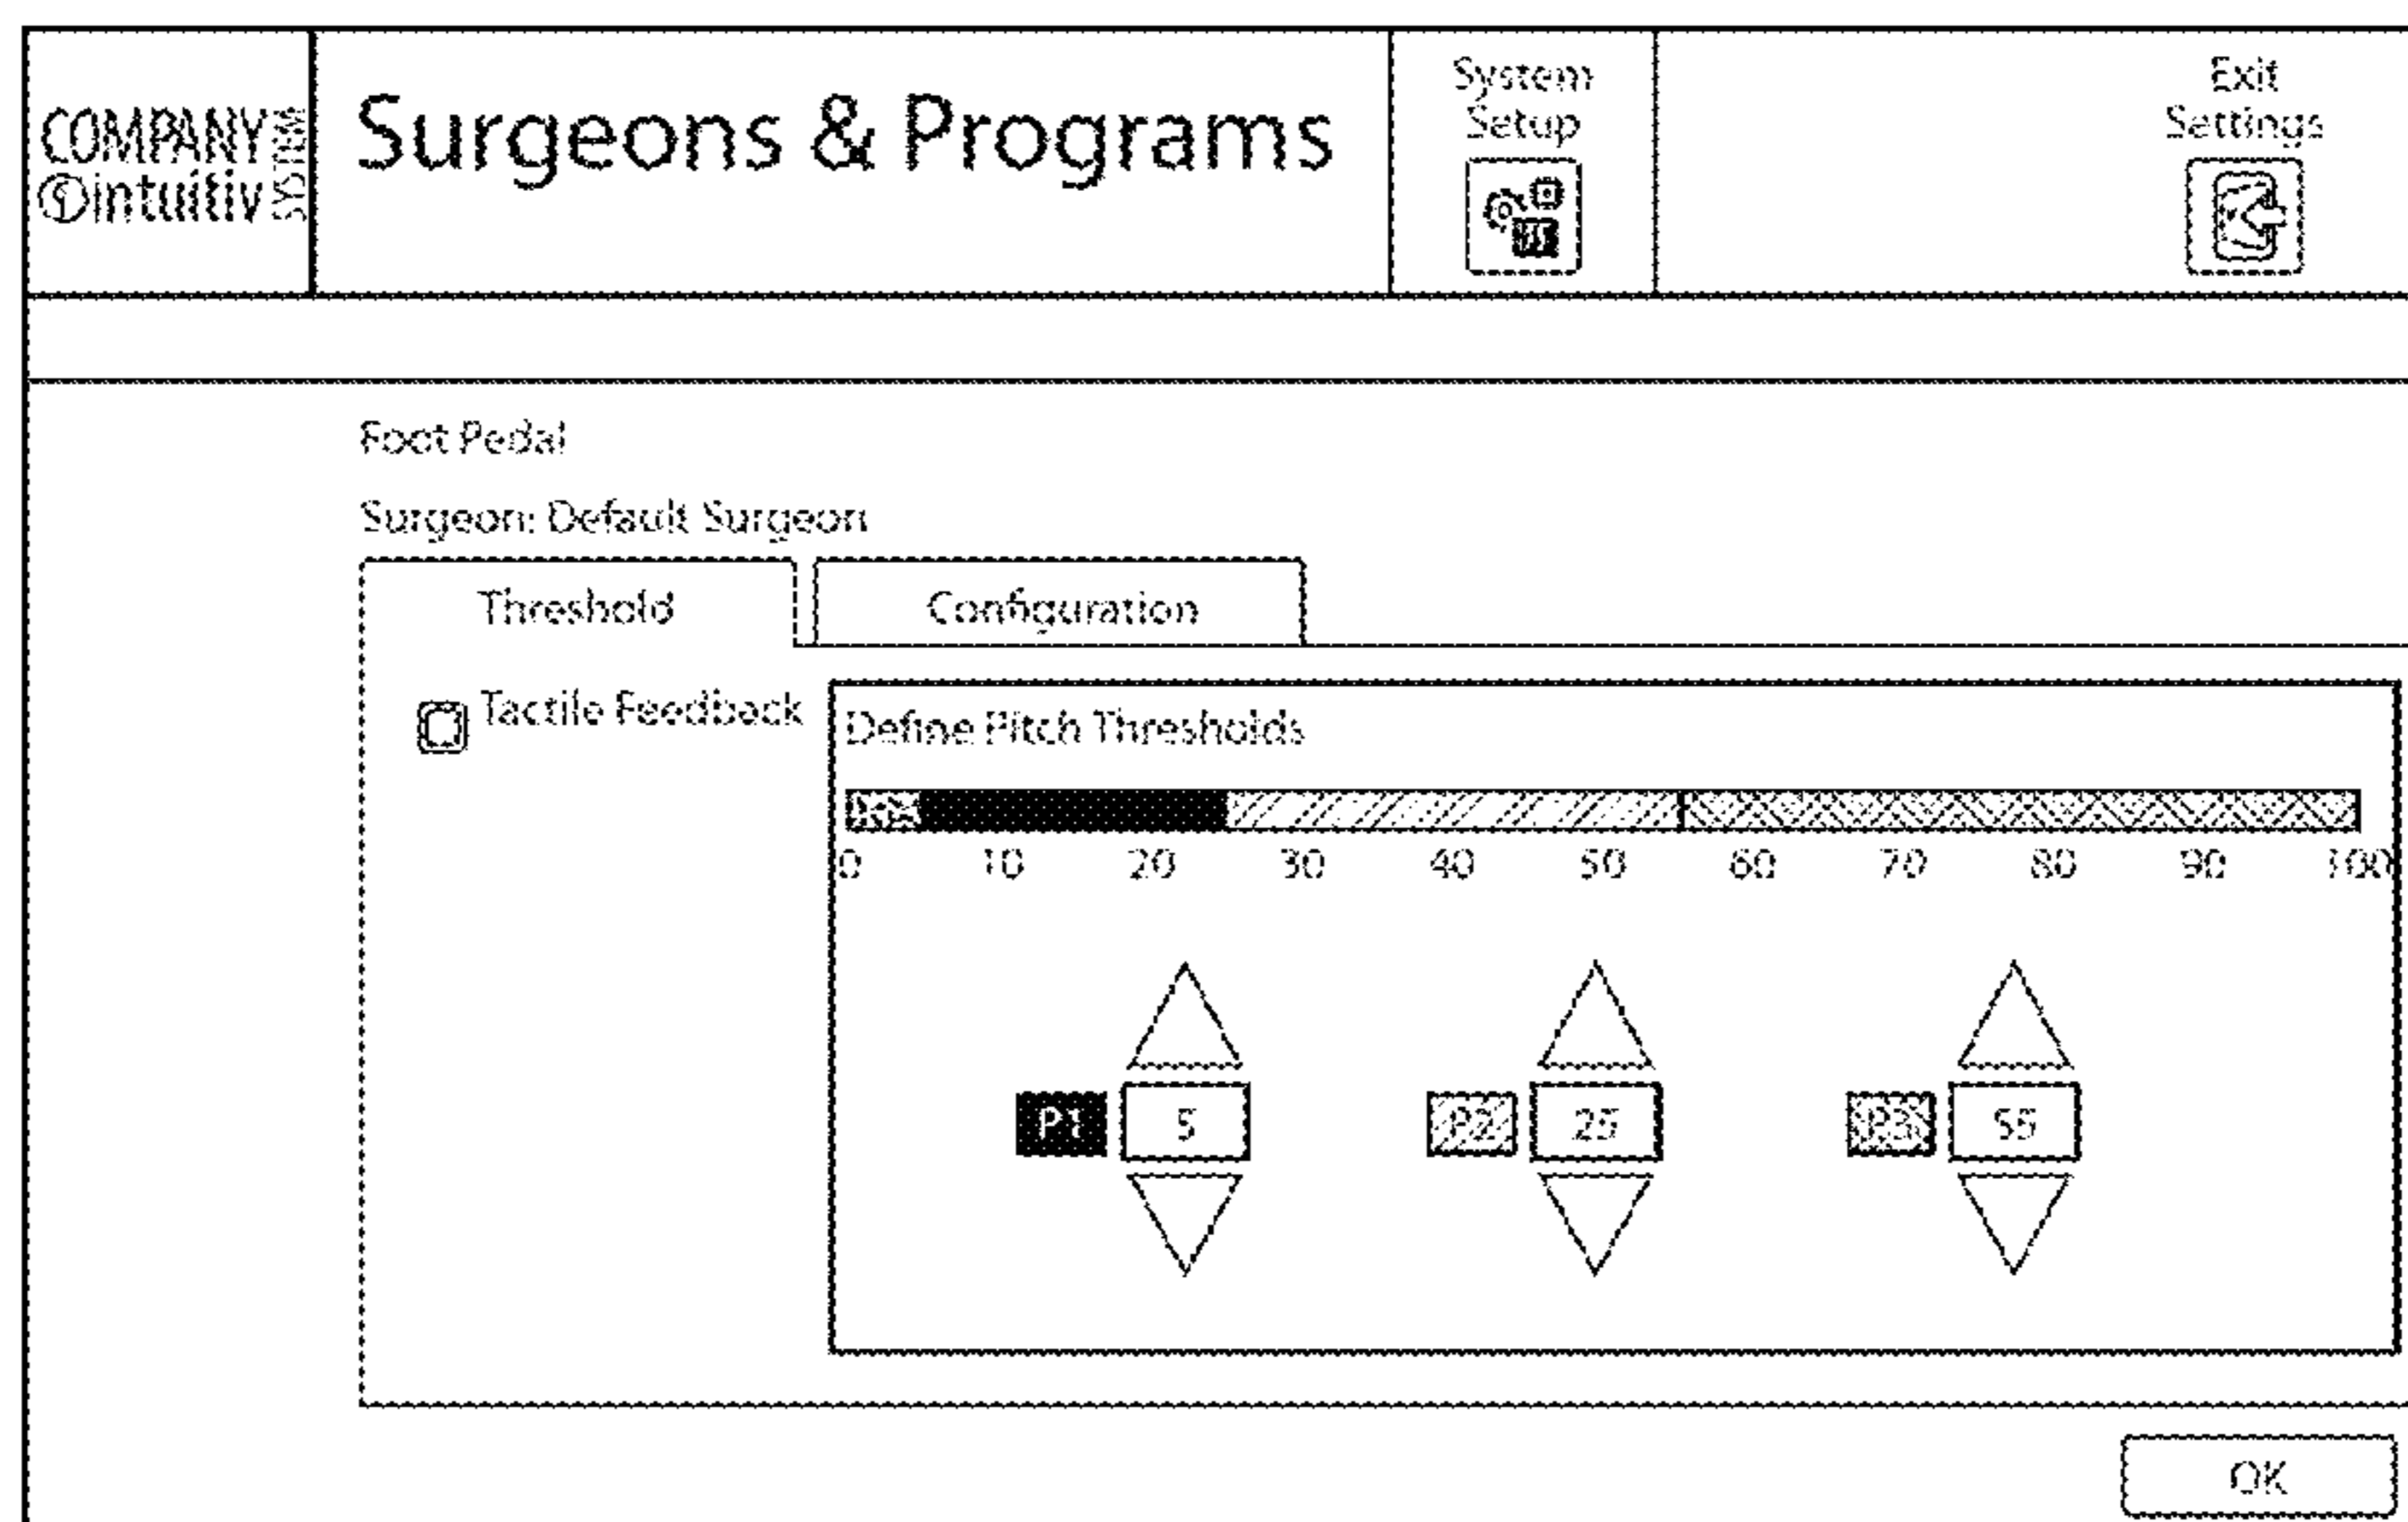 COMPANY
intuitiv
SYSTEM
Surgeons & Programs
System
Setup
Exit
Settings
Foot Pedal
Surgeon: Default Surgeon
Threshold
Configuration
Tactile Feedback
Define Pitch Thresholds
0 10 20 30 40 50 60 70 80 90 100
P1 5 P2 25 P3 55
OK